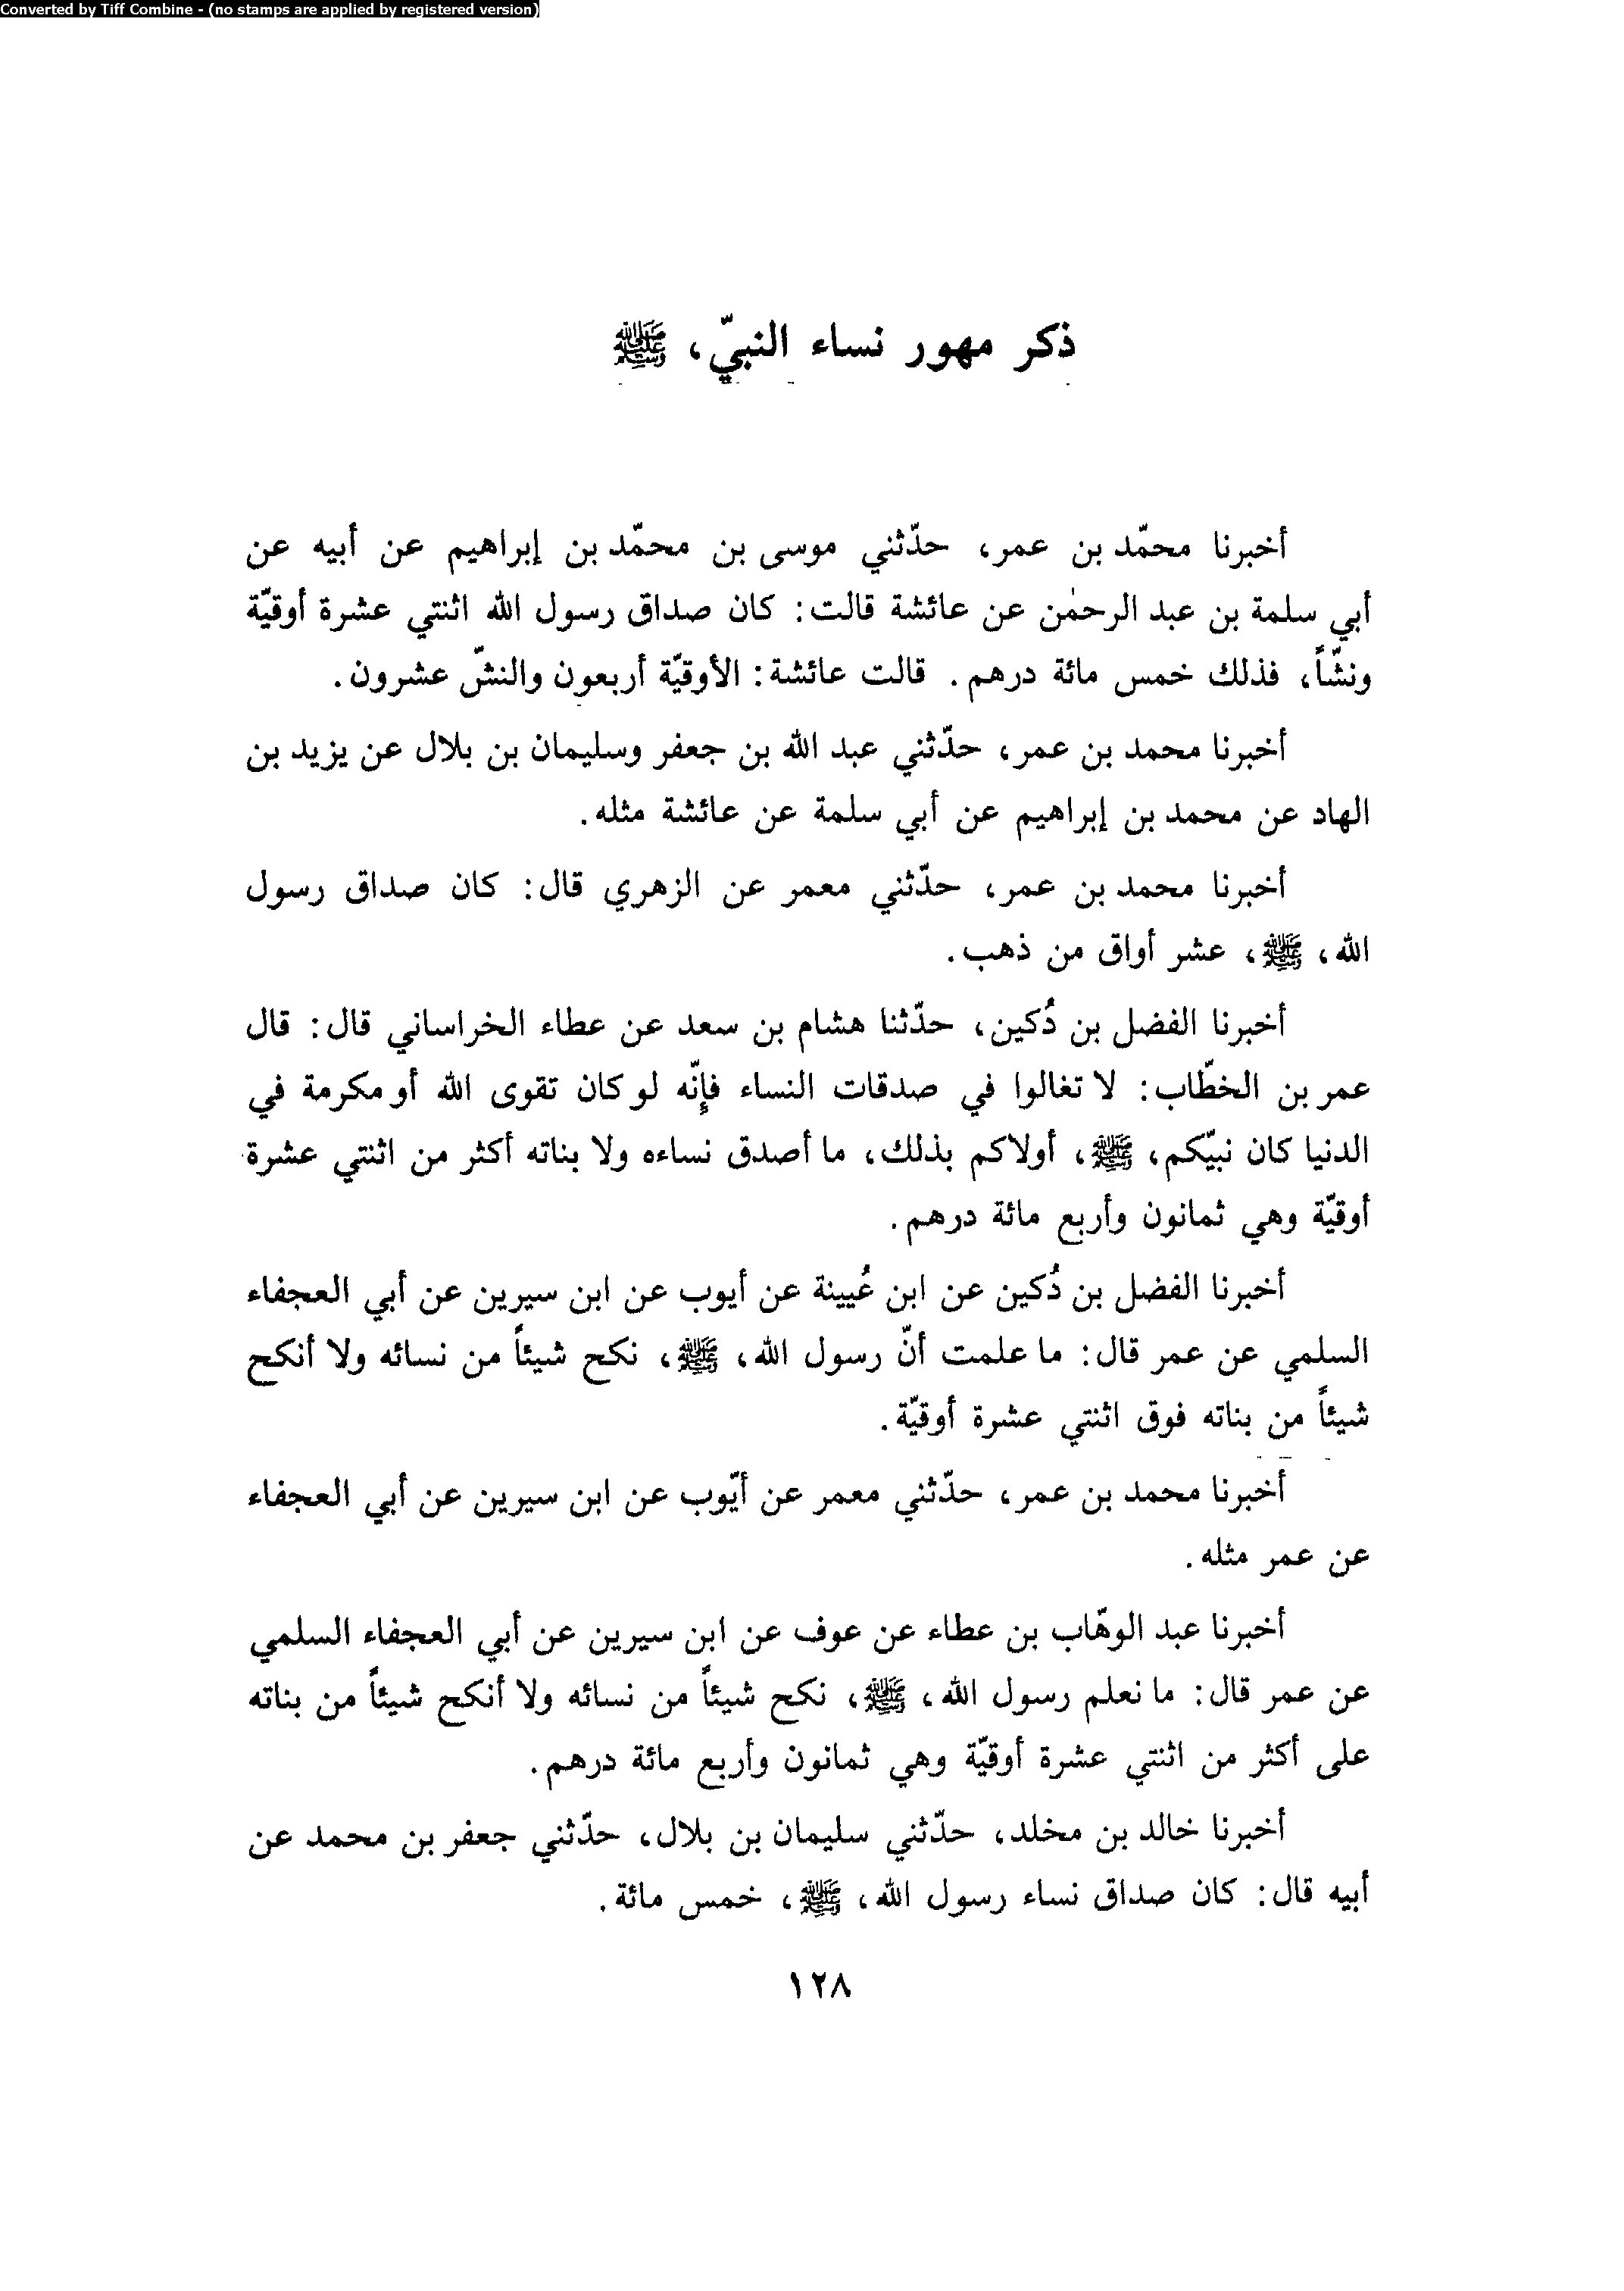 Converted by Tiff Combine - (no stamps are applied by registered version)
ذكر مهور نساء النبيّ، ﷺ
أخبرنا محمّد بن عمر، حدّثني موسى بن محمّد بن إبراهيم عن أبيه عن
أبي سلمة بن عبد الرحمٰن عن عائشة قالت: كان صداق رسول الله اثنتي عشرة أوقيّة
ونشّاً، فذلك خمس مائة درهم. قالت عائشة: الأوقيّة أربعون والنشّ عشرون.
أخبرنا محمد بن عمر، حدّثني عبد الله بن جعفر وسليمان بن بلال عن يزيد بن
الهاد عن محمد بن إبراهيم عن أبي سلمة عن عائشة مثله.
أخبرنا محمد بن عمر، حدّثني معمر عن الزهري قال: كان صداق رسول
الله، ﷺ، عشر أواق من ذهب.
أخبرنا الفضل بن دُكين، حدّثنا هشام بن سعد عن عطاء الخراساني قال: قال
عمر بن الخطّاب: لا تغالوا في صدقات النساء فإنّه لو كان تقوى الله أو مكرمة في
الدنيا كان نبيّكم، ﷺ، أولاكم بذلك، ما أصدق نساءه ولا بناته أكثر من اثنتي عشرة
أوقيّة وهي ثمانون وأربع مائة درهم.
أخبرنا الفضل بن دُكين عن ابن عُيينة عن أيوب عن ابن سيرين عن أبي العجفاء
السلمي عن عمر قال: ما علمت أنّ رسول الله، ﷺ، نكح شيئاً من نسائه ولا أنكح
شيئاً من بناته فوق اثنتي عشرة أوقيّة.
أخبرنا محمد بن عمر، حدّثني معمر عن أيّوب عن ابن سيرين عن أبي العجفاء
عن عمر مثله.
أخبرنا عبد الوهّاب بن عطاء عن عوف عن ابن سيرين عن أبي العجفاء السلمي
عن عمر قال: ما نعلم رسول الله، ﷺ، نكح شيئاً من نسائه ولا أنكح شيئاً من بناته
على أكثر من اثنتي عشرة أوقيّة وهي ثمانون وأربع مائة درهم.
أخبرنا خالد بن مخلد، حدّثني سليمان بن بلال، حدّثني جعفر بن محمد عن
أبيه قال: كان صداق نساء رسول الله، ﷺ، خمس مائة.
١٢٨